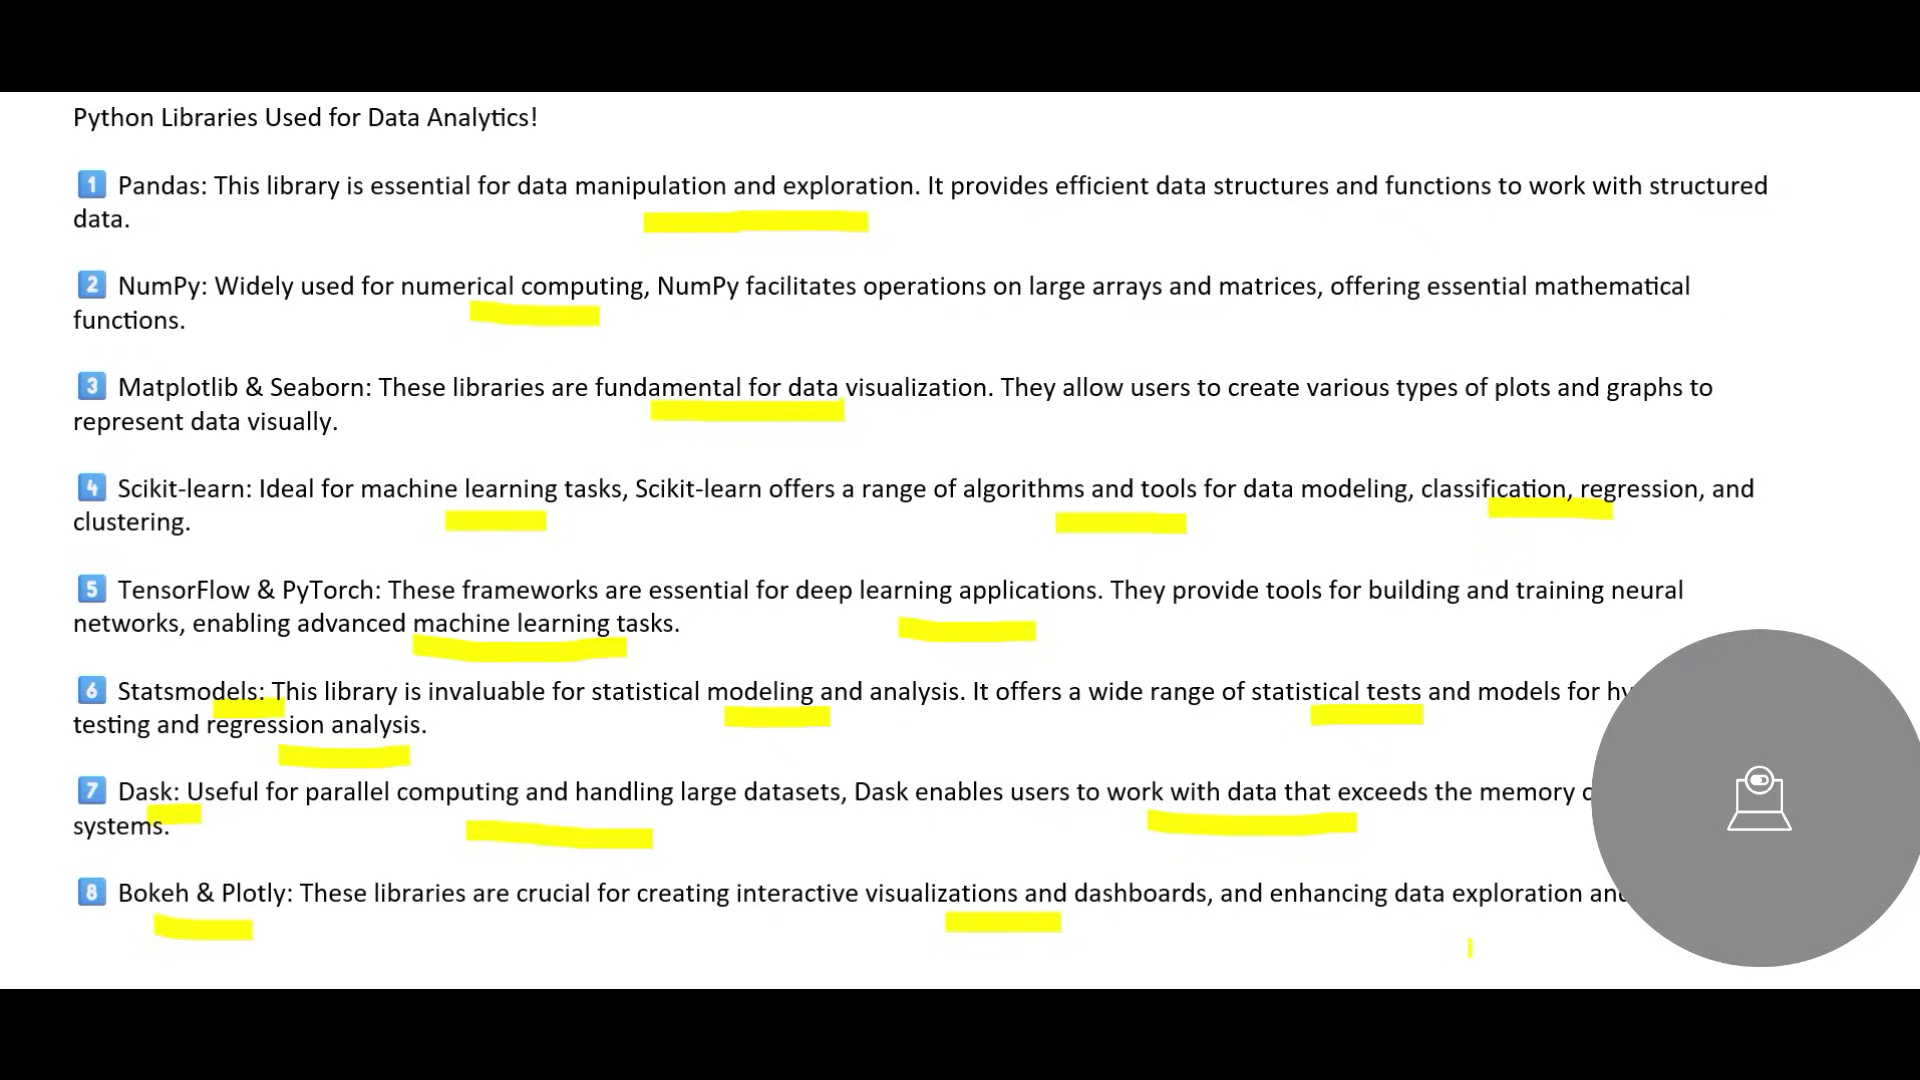 Python Libraries Used for Data Analytics!
1 Pandas: This library is essential for data manipulation and exploration. It provides efficient data structures and functions to work with structured
data.
2 NumPy: Widely used for numerical computing, NumPy facilitates operations on large arrays and matrices, offering essential mathematical
functions.
3 Matplotlib & Seaborn: These libraries are fundamental for data visualization. They allow users to create various types of plots and graphs to
represent data visually.
4 Scikit-learn: Ideal for machine learning tasks, Scikit-learn offers a range of algorithms and tools for data modeling, classification, regression, and
clustering.
5 TensorFlow & PyTorch: These frameworks are essential for deep learning applications. They provide tools for building and training neural
networks, enabling advanced machine learning tasks.
6 Statsmodels: This library is invaluable for statistical modeling and analysis. It offers a wide range of statistical tests and models for
testing and regression analysis.
7 Dask: Useful for parallel computing and handling large datasets, Dask enables users to work with data that exceeds the memory
systems.
8 Bokeh & Plotly: These libraries are crucial for creating interactive visualizations and dashboards, and enhancing data exploration